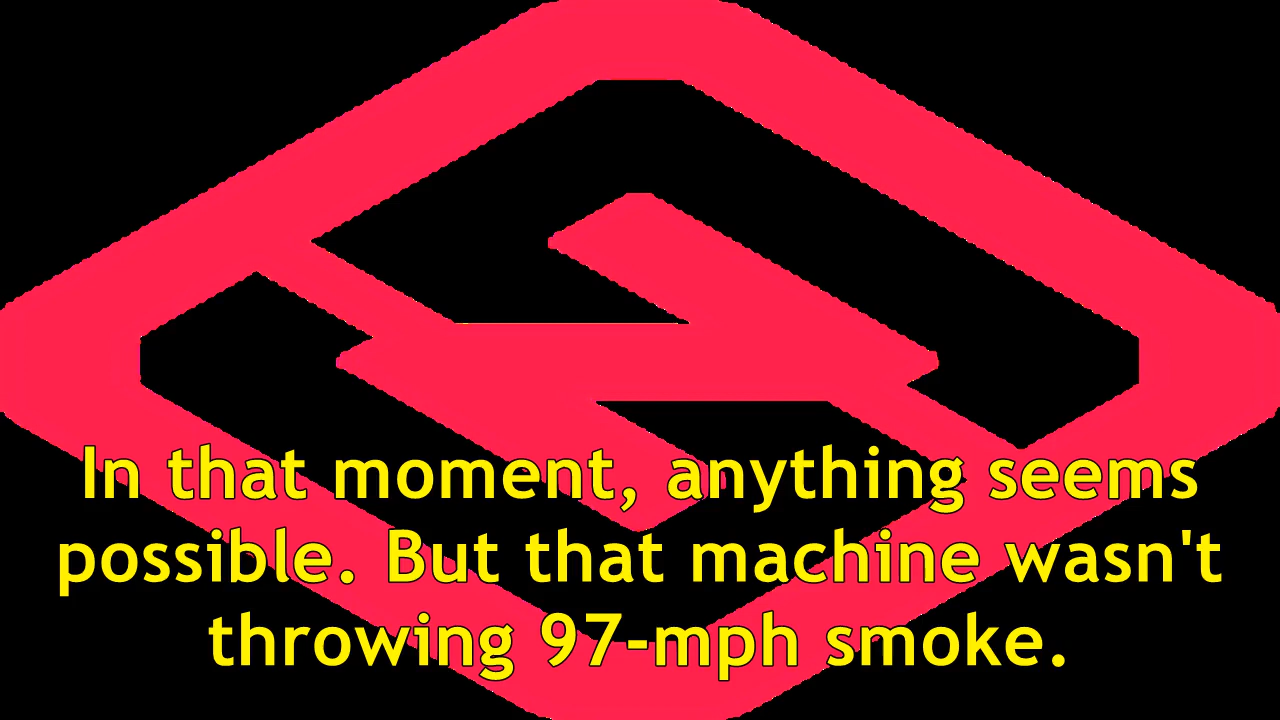 In that moment, anything seems
possible. But that machine wasn't
throwing 97-mph smoke.